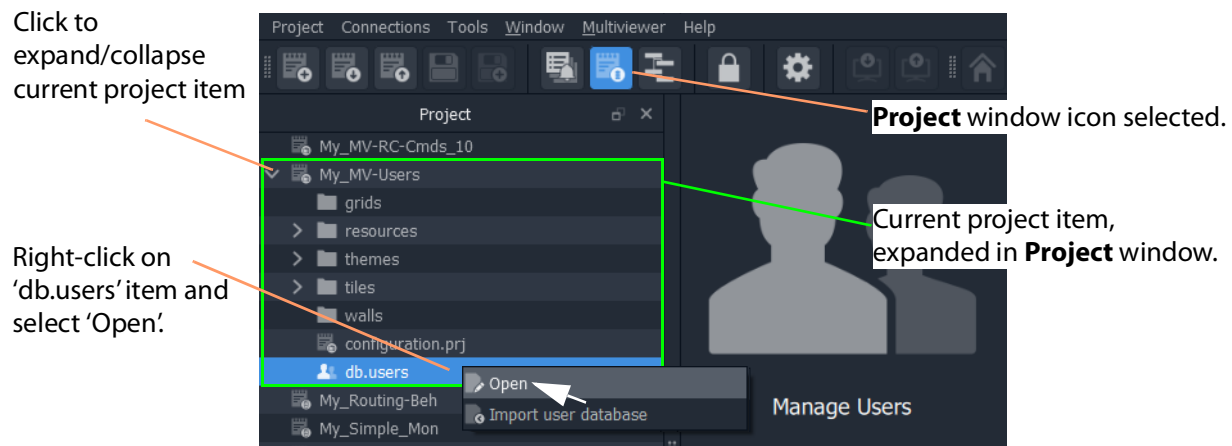 Click to
expand/collapse
current project item
Project Connections Tools Window Multiviewer Help
Project
Project window icon selected.
My_MV-RC-Cmds_10
My_MV-Users
grids
resources
themes
tiles
walls
configuration.prj
db.users
My_Routing-Beh
My_Simple_Mon
Current project item,
expanded in Project window.
Right-click on
‘db.users’ item and
select ‘Open’.
Open
Import user database
Manage Users